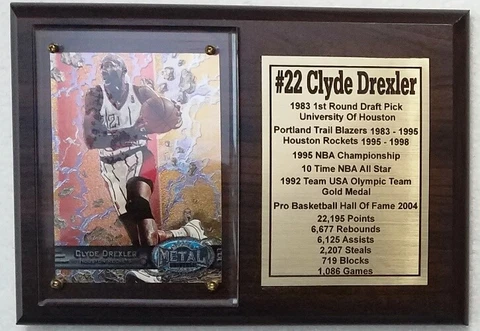 CLYDE DREXLER
METAL
#22 Clyde Drexler
1983 1st Round Draft Pick
University Of Houston
Portland Trail Blazers 1983 - 1995
Houston Rockets 1995 - 1998
1995 NBA Championship
10 Time NBA All Star
1992 Team USA Olympic Team
Gold Medal
Pro Basketball Hall Of Fame 2004
22,195 Points
6,677 Rebounds
6,125 Assists
2,207 Steals
719 Blocks
1,086 Games